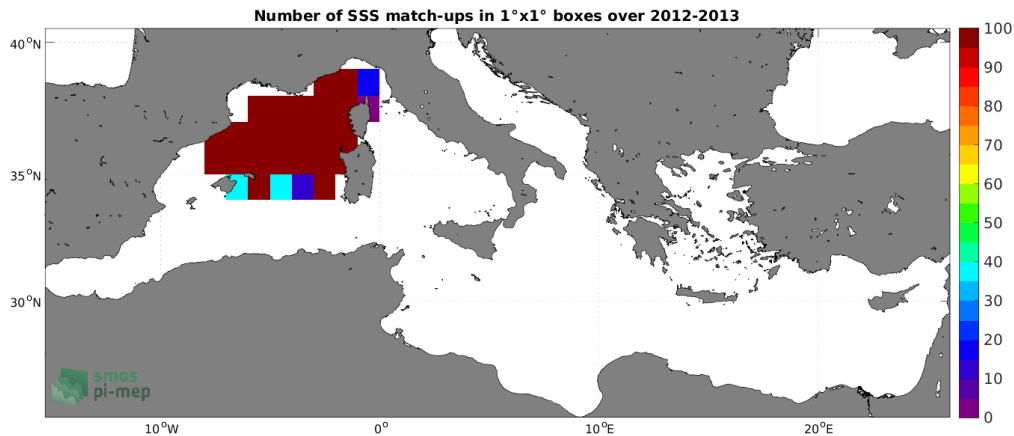 Number of SSS match-ups in 1°x1° boxes over 2012-2013
40°N
35°N
30°N
10°W
0°
10°E
20°E
100
90
80
70
60
50
40
30
20
10
0
smos
pi-mep